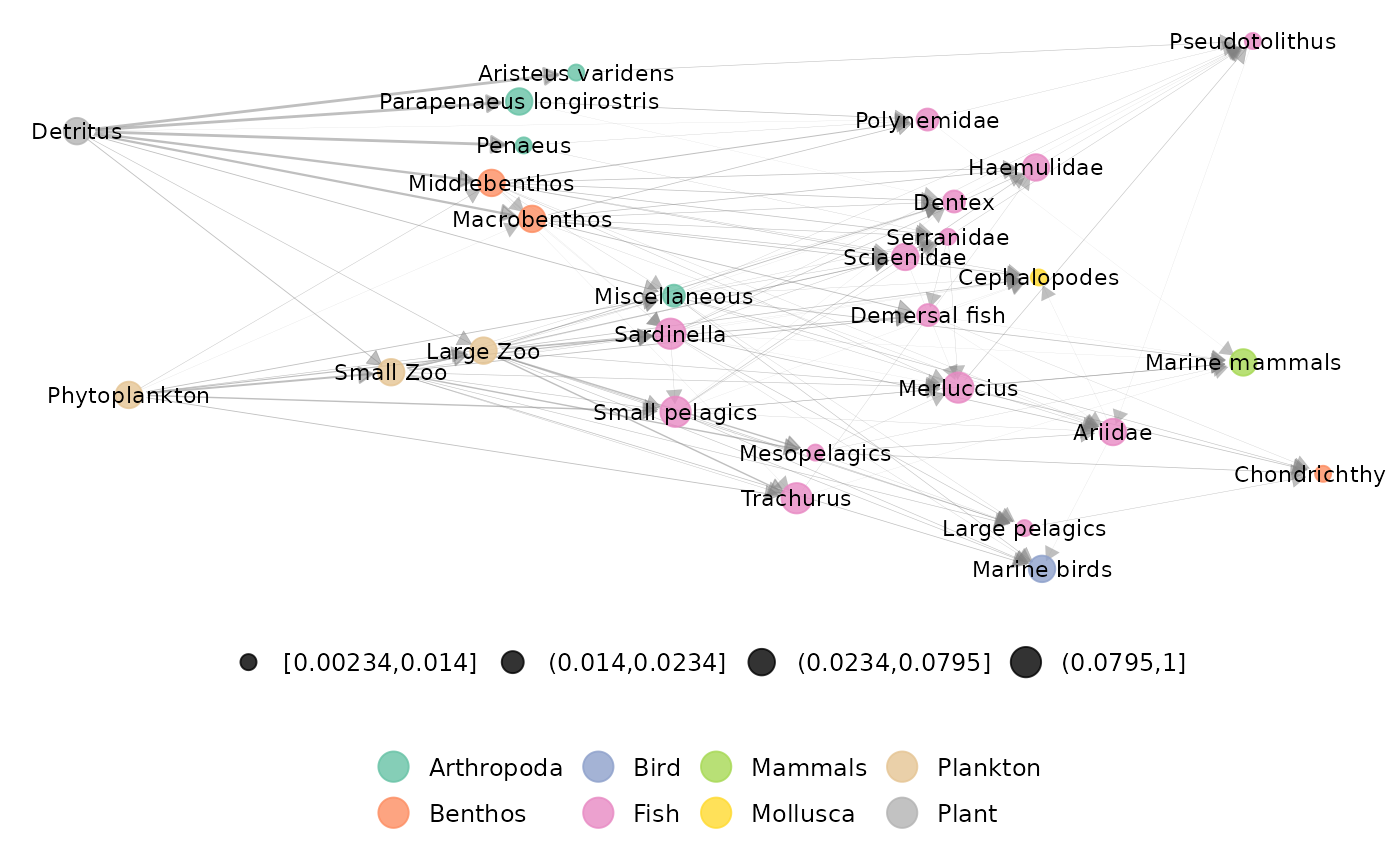 Pseudotolithus
Aristeus varidens
Parapenaeus longirostris
Polynemidae
Detritus
Penaeus
Haemulidae
Middlebenthos
Dentex
Macrobenthos
Serranidae
Sciaenidae
Cephalopodes
Miscellaneous
Demersal fish
Sardinella
Large Zoo
Marine mammals
Small Zoo
Merluccius
Phytoplankton
Small pelagics
Ariidae
Mesopelagics
Chondrichthy
Trachurus
Large pelagics
Marine birds
[0.00234,0.014] (0.014,0.0234] (0.0234,0.0795] (0.0795,1]
Arthropoda Bird Mammals Plankton
Benthos Fish Mollusca Plant